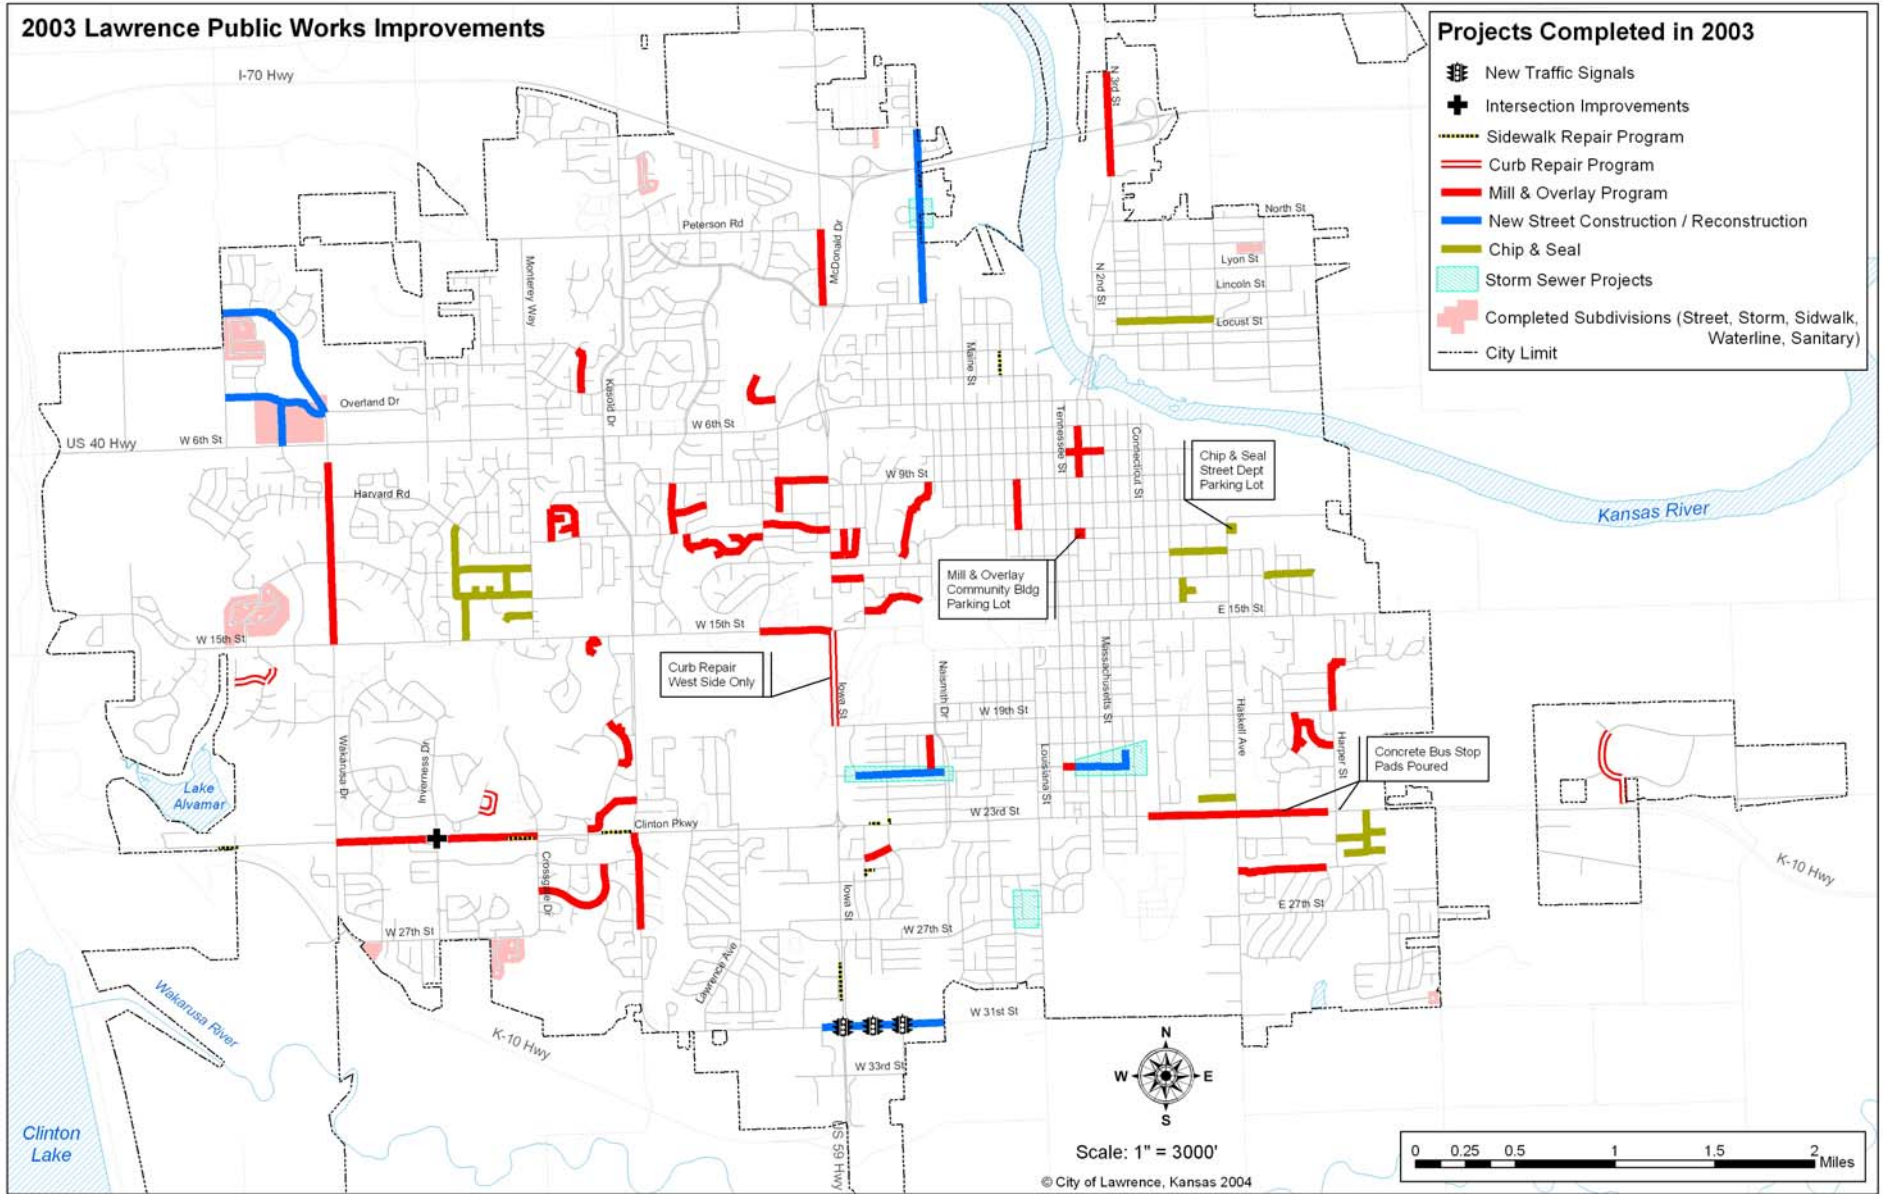 2003 Lawrence Public Works Improvements
Projects Completed in 2003
New Traffic Signals
Intersection Improvements
Sidewalk Repair Program
Curb Repair Program
Mill & Overlay Program
New Street Construction / Reconstruction
Chip & Seal
Storm Sewer Projects
Completed Subdivisions (Street, Storm, Sidwalk,
Waterline, Sanitary)
City Limit
I-70 Hwy
N 3rd St
North St
Peterson Rd
McDonald Dr
Monterey Way
Lyon St
N 2nd St
Lincoln St
Locust St
Maine St
Kasold Dr
Overland Dr
US 40 Hwy
W 6th St
W 6th St
Tennessee St
Connecticut St
Chip & Seal
Street Dept
Parking Lot
W 9th St
Harvard Rd
Kansas River
Mill & Overlay
Community Bldg
Parking Lot
E 15th St
W 15th St
W 15th St
Curb Repair
West Side Only
Iowa St
Naismith Dr
Massachusetts St
W 19th St
Haskell Ave
Harper St
Concrete Bus Stop
Pads Poured
Wakarusa Dr
Inverness Dr
Louisiana St
Lake
Alvamar
W 23rd St
Clinton Pkwy
Crossgate Dr
K-10 Hwy
Iowa St
E 27th St
W 27th St
W 27th St
Lawrence Ave
Wakarusa River
K-10 Hwy
W 31st St
W 33rd St
US 59 Hwy
Clinton
Lake
N
W
E
S
Scale: 1" = 3000'
© City of Lawrence, Kansas 2004
0 0.25 0.5 1 1.5 2
Miles